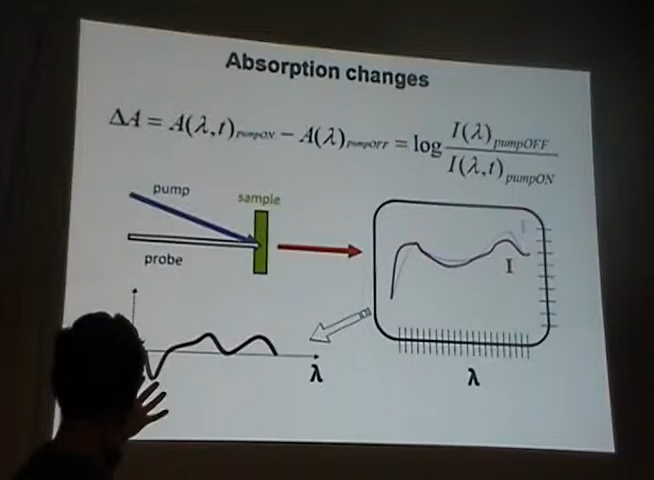 Absorption changes
ΔA = A(λ,t)pumpON − A(λ)pumpOFF = log I(λ)pumpOFF / I(λ,t)pumpON
pump
sample
probe
I
λ
λ